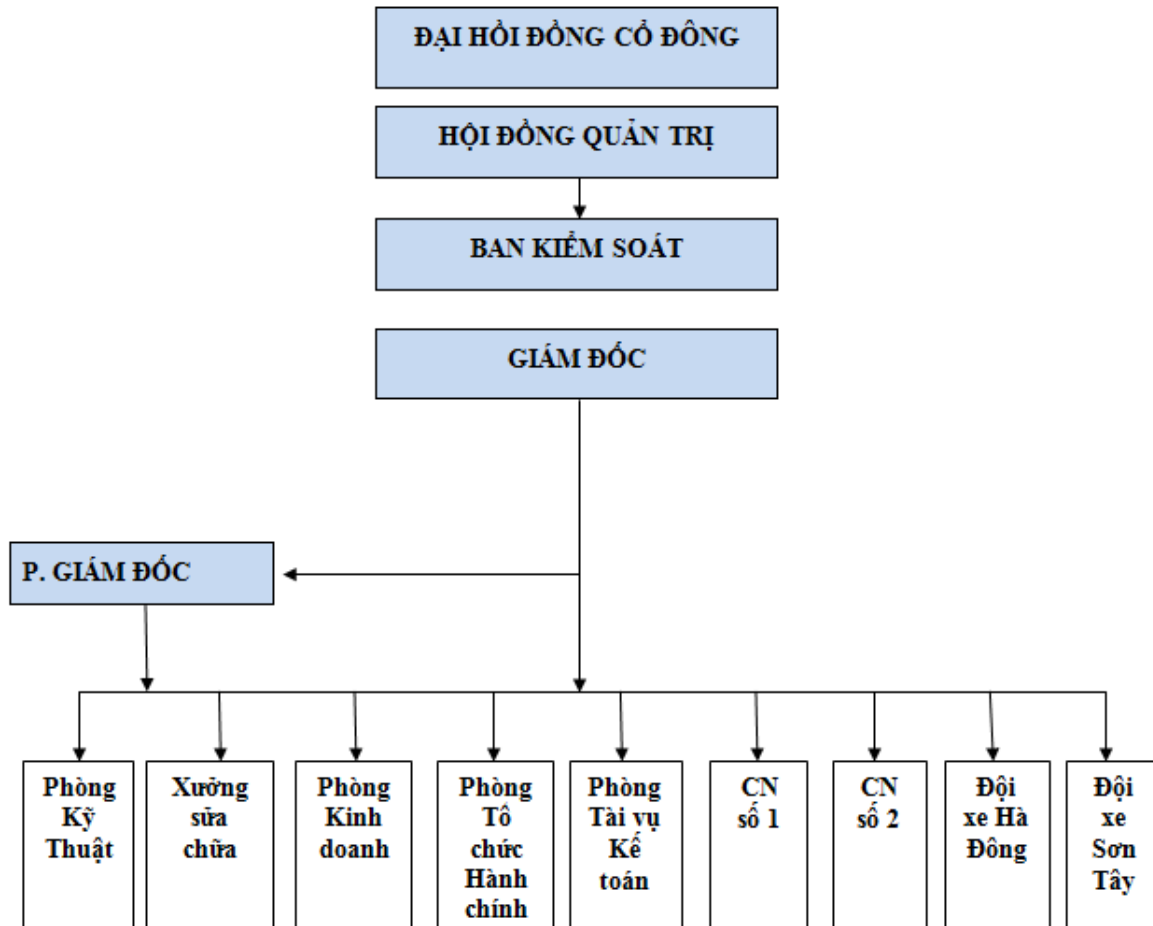 ĐẠI HỒI ĐỒNG CỔ ĐÔNG
HỘI ĐỒNG QUẢN TRỊ
BAN KIỂM SOÁT
GIÁM ĐỐC
P. GIÁM ĐỐC
Phòng
Kỹ
Thuật
Xưởng
sửa
chữa
Phòng
Kinh
doanh
Phòng
Tổ
chức
Hành
chính
Phòng
Tài vụ
Kế
toán
CN
số 1
CN
số 2
Đội
xe Hà
Đông
Đội
xe
Sơn
Tây